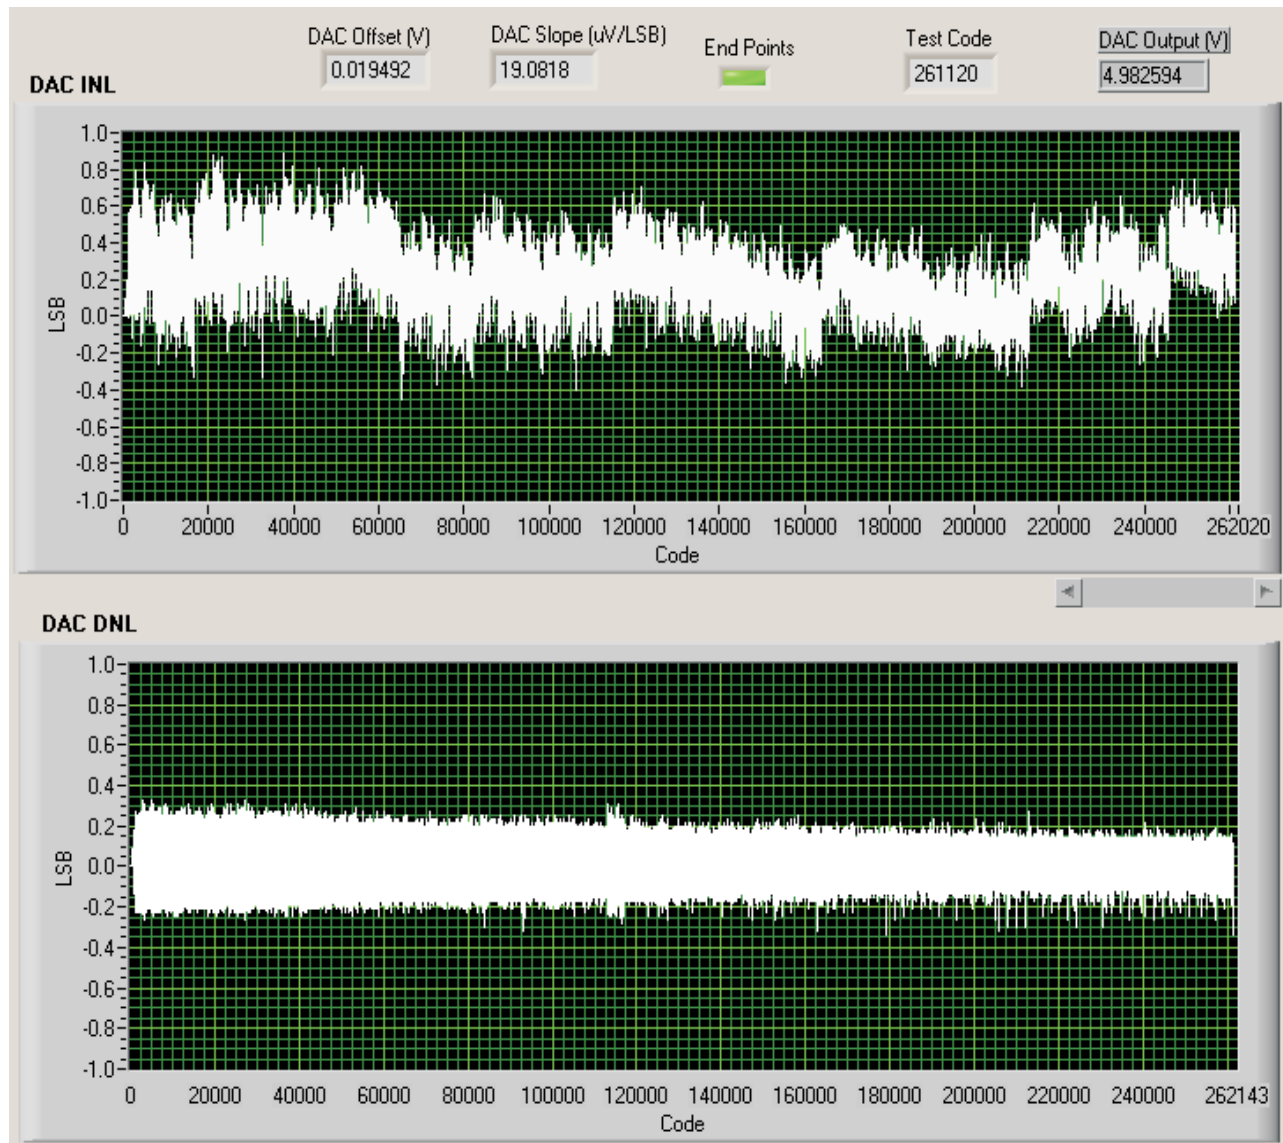 DAC Offset (V) DAC Slope (uV/LSB) End Points Test Code DAC Output (V)
0.019492 19.0818 261120 4.982594
DAC INL
1.0
0.8
0.6
0.4
0.2
0.0
-0.2
-0.4
-0.6
-0.8
-1.0
LSB
0 20000 40000 60000 80000 100000 120000 140000 160000 180000 200000 220000 240000 262020
Code
DAC DNL
1.0
0.8
0.6
0.4
0.2
0.0
-0.2
-0.4
-0.6
-0.8
-1.0
LSB
0 20000 40000 60000 80000 100000 120000 140000 160000 180000 200000 220000 240000 262143
Code